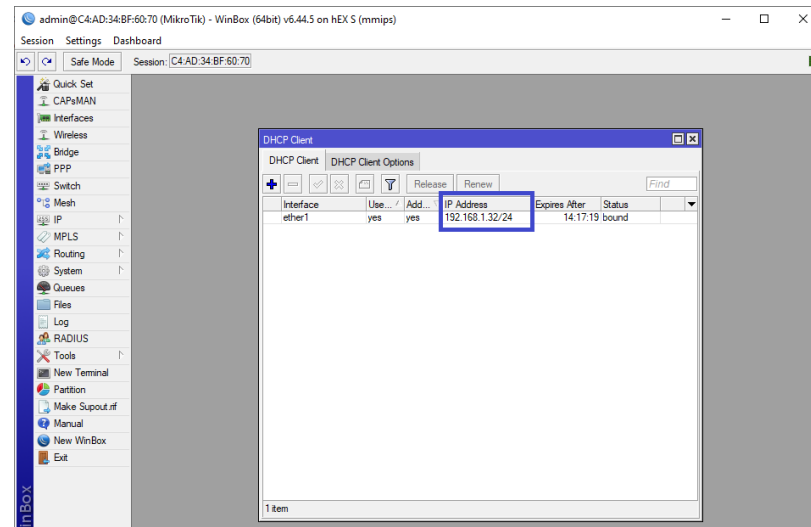 admin@C4:AD:34:BF:60:70 (MikroTik) - WinBox (64bit) v6.44.5 on hEX S (mmips)
Session Settings Dashboard
Safe Mode Session: C4:AD:34:BF:60:70
Quick Set
CAPsMAN
Interfaces
Wireless
Bridge
PPP
Switch
Mesh
IP
MPLS
Routing
System
Queues
Files
Log
RADIUS
Tools
New Terminal
Partition
Make Supout.rif
Manual
New WinBox
Exit
inBox
DHCP Client
DHCP Client DHCP Client Options
Release Renew Find
Interface Use... Add... IP Address Expires After Status
ether1 yes yes 192.168.1.32/24 14:17:19 bound
1 item